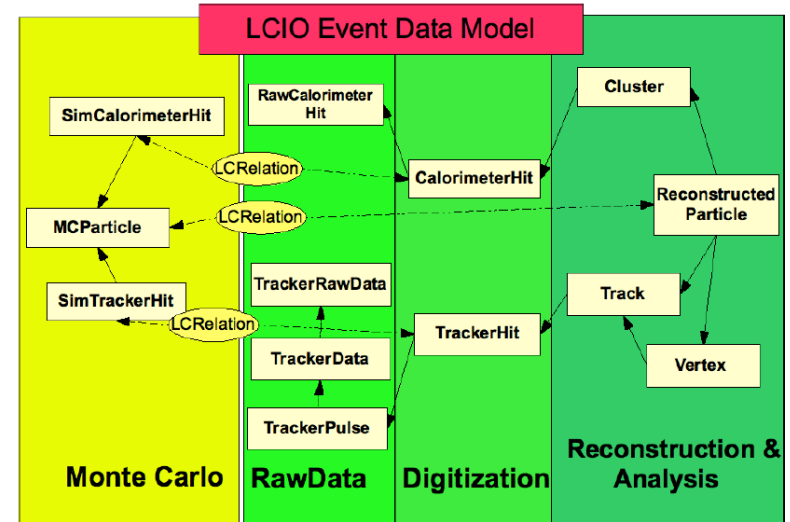 LCIO Event Data Model
SimCalorimeterHit
MCParticle
SimTrackerHit
Monte Carlo
RawCalorimeter
Hit
LCRelation
LCRelation
LCRelation
TrackerRawData
TrackerData
TrackerPulse
RawData
CalorimeterHit
TrackerHit
Digitization
Cluster
Reconstructed
Particle
Track
Vertex
Reconstruction &
Analysis